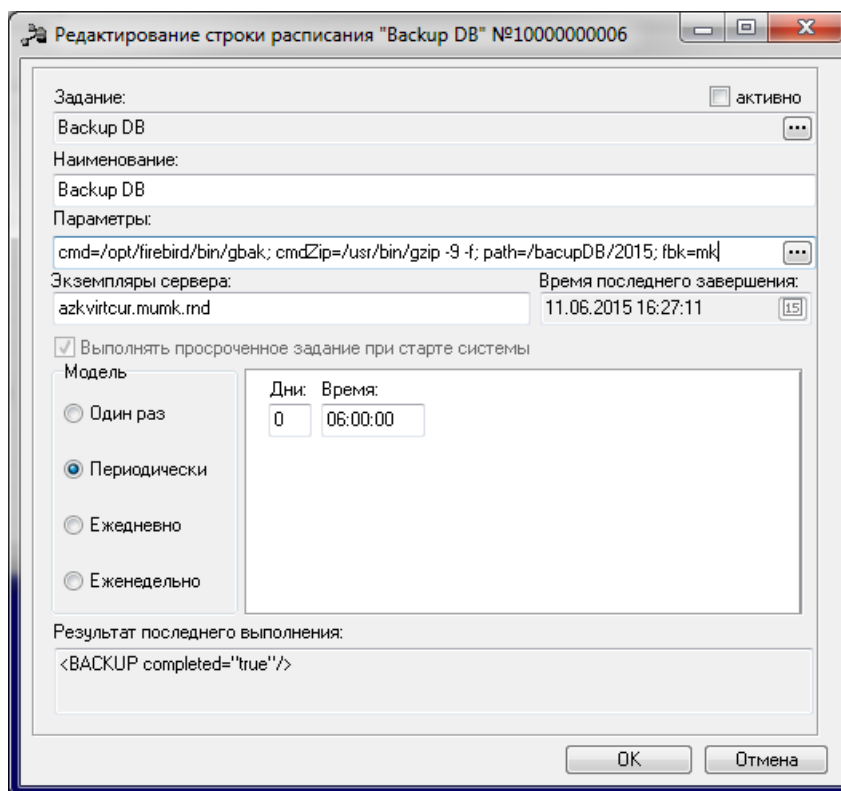 Редактирование строки расписания "Backup DB" №10000000006
Задание:
активно
Backup DB
...
Наименование:
Backup DB
Параметры:
cmd=/opt/firebird/bin/gbak; cmdZip=/usr/bin/gzip -9 -f; path=/bacupDB/2015; fbk=mk
...
Экземпляры сервера:
Время последнего завершения:
azkvirtcur.mumk.rnd
11.06.2015 16:27:11
15
Выполнять просроченное задание при старте системы
Модель
Дни: Время:
Один раз
0 06:00:00
Периодически
Ежедневно
Еженедельно
Результат последнего выполнения:
<BACKUP completed="true"/>
OK
Отмена